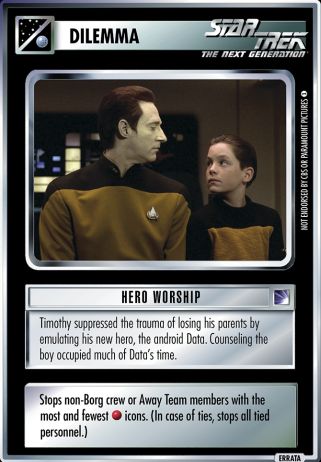 DILEMMA
STAR TREK
THE NEXT GENERATION
NOT ENDORSED BY CBS OR PARAMOUNT PICTURES
HERO WORSHIP
Timothy suppressed the trauma of losing his parents by
emulating his new hero, the android Data. Counseling the
boy occupied much of Data's time.
Stops non-Borg crew or Away Team members with the
most and fewest icons. (In case of ties, stops all tied
personnel.)
ERRATA